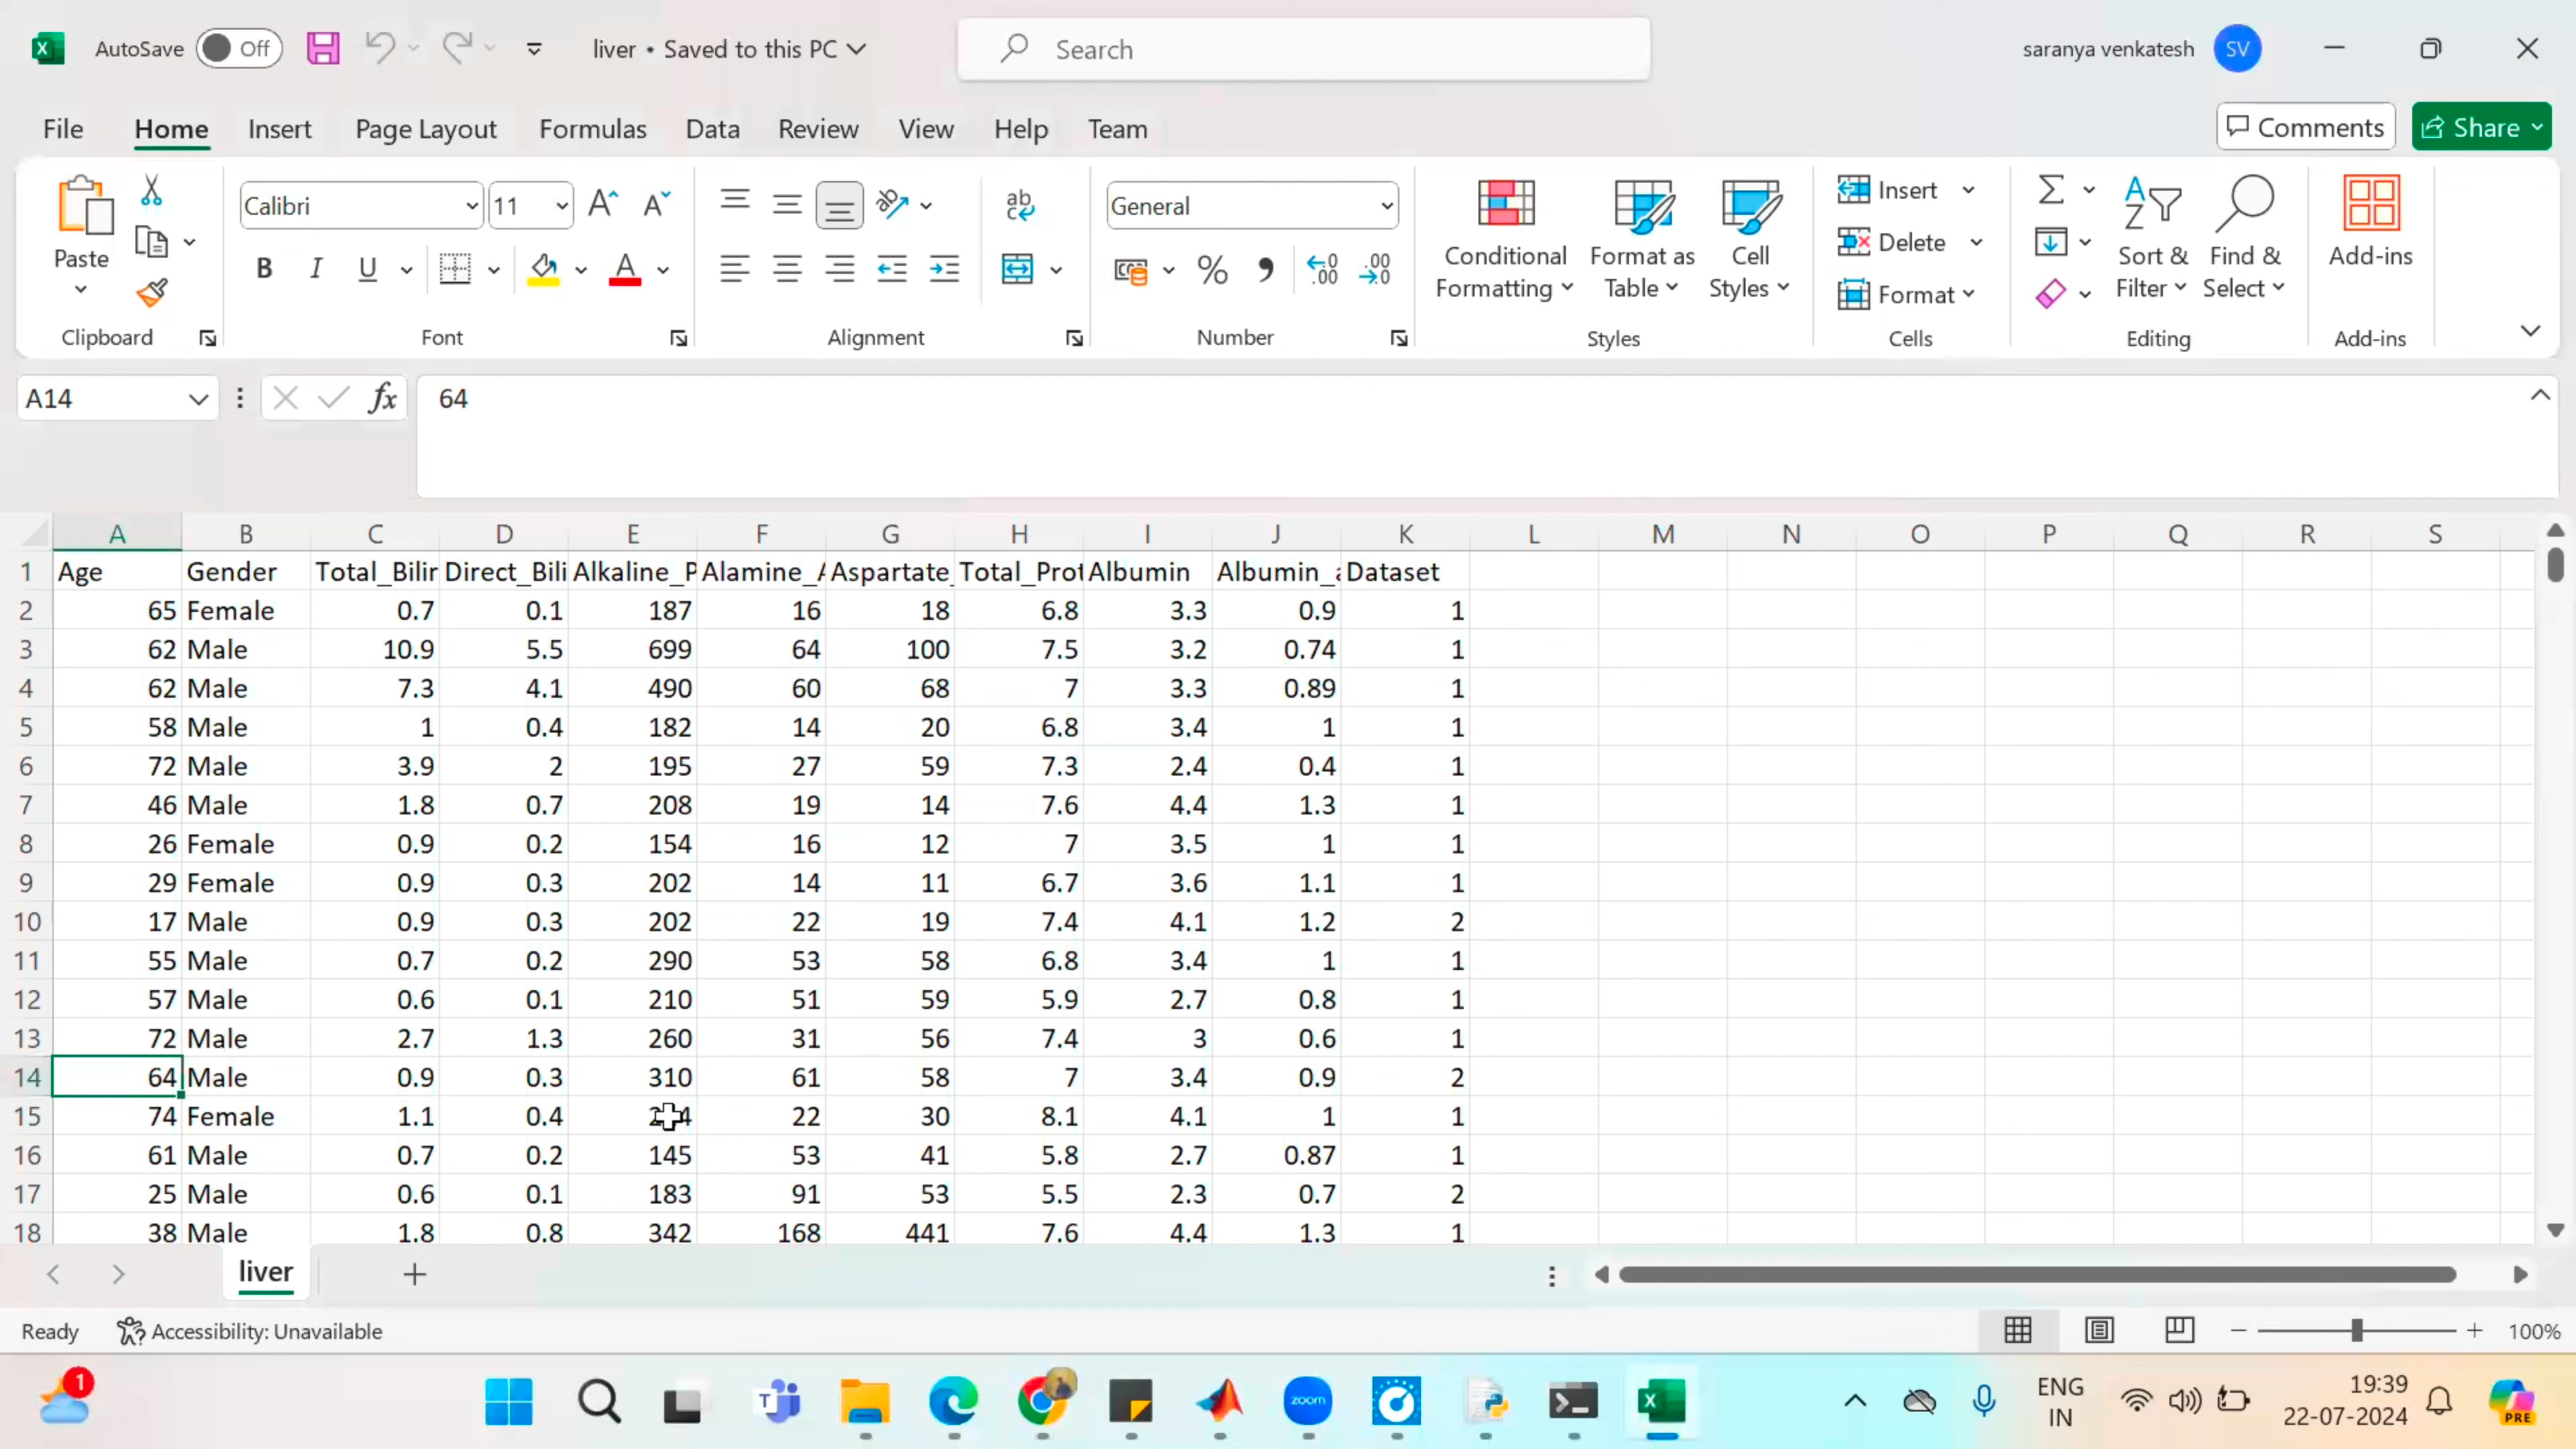 AutoSave Off liver • Saved to this PC Search saranya venkatesh SV
File Home Insert Page Layout Formulas Data Review View Help Team Comments Share
Paste Calibri 11 General Conditional Formatting Format as Table Cell Styles Insert Delete Format Sort & Filter Find & Select Add-ins
Clipboard Font Alignment Number Styles Cells Editing Add-ins
A14 fx 64
A B C D E F G H I J K L M N O P Q R S
1 Age Gender Total_Bilir Direct_Bili Alkaline_P Alamine_A Aspartate_ Total_Prot Albumin Albumin_a Dataset
2 65 Female 0.7 0.1 187 16 18 6.8 3.3 0.9 1
3 62 Male 10.9 5.5 699 64 100 7.5 3.2 0.74 1
4 62 Male 7.3 4.1 490 60 68 7 3.3 0.89 1
5 58 Male 1 0.4 182 14 20 6.8 3.4 1 1
6 72 Male 3.9 2 195 27 59 7.3 2.4 0.4 1
7 46 Male 1.8 0.7 208 19 14 7.6 4.4 1.3 1
8 26 Female 0.9 0.2 154 16 12 7 3.5 1 1
9 29 Female 0.9 0.3 202 14 11 6.7 3.6 1.1 1
10 17 Male 0.9 0.3 202 22 19 7.4 4.1 1.2 2
11 55 Male 0.7 0.2 290 53 58 6.8 3.4 1 1
12 57 Male 0.6 0.1 210 51 59 5.9 2.7 0.8 1
13 72 Male 2.7 1.3 260 31 56 7.4 3 0.6 1
14 64 Male 0.9 0.3 310 61 58 7 3.4 0.9 2
15 74 Female 1.1 0.4 22 30 8.1 4.1 1 1
16 61 Male 0.7 0.2 145 53 41 5.8 2.7 0.87 1
17 25 Male 0.6 0.1 183 91 53 5.5 2.3 0.7 2
18 38 Male 1.8 0.8 342 168 441 7.6 4.4 1.3 1
liver
Ready Accessibility: Unavailable 100%
1 zoom ENG 19:39 PRE
IN 22-07-2024